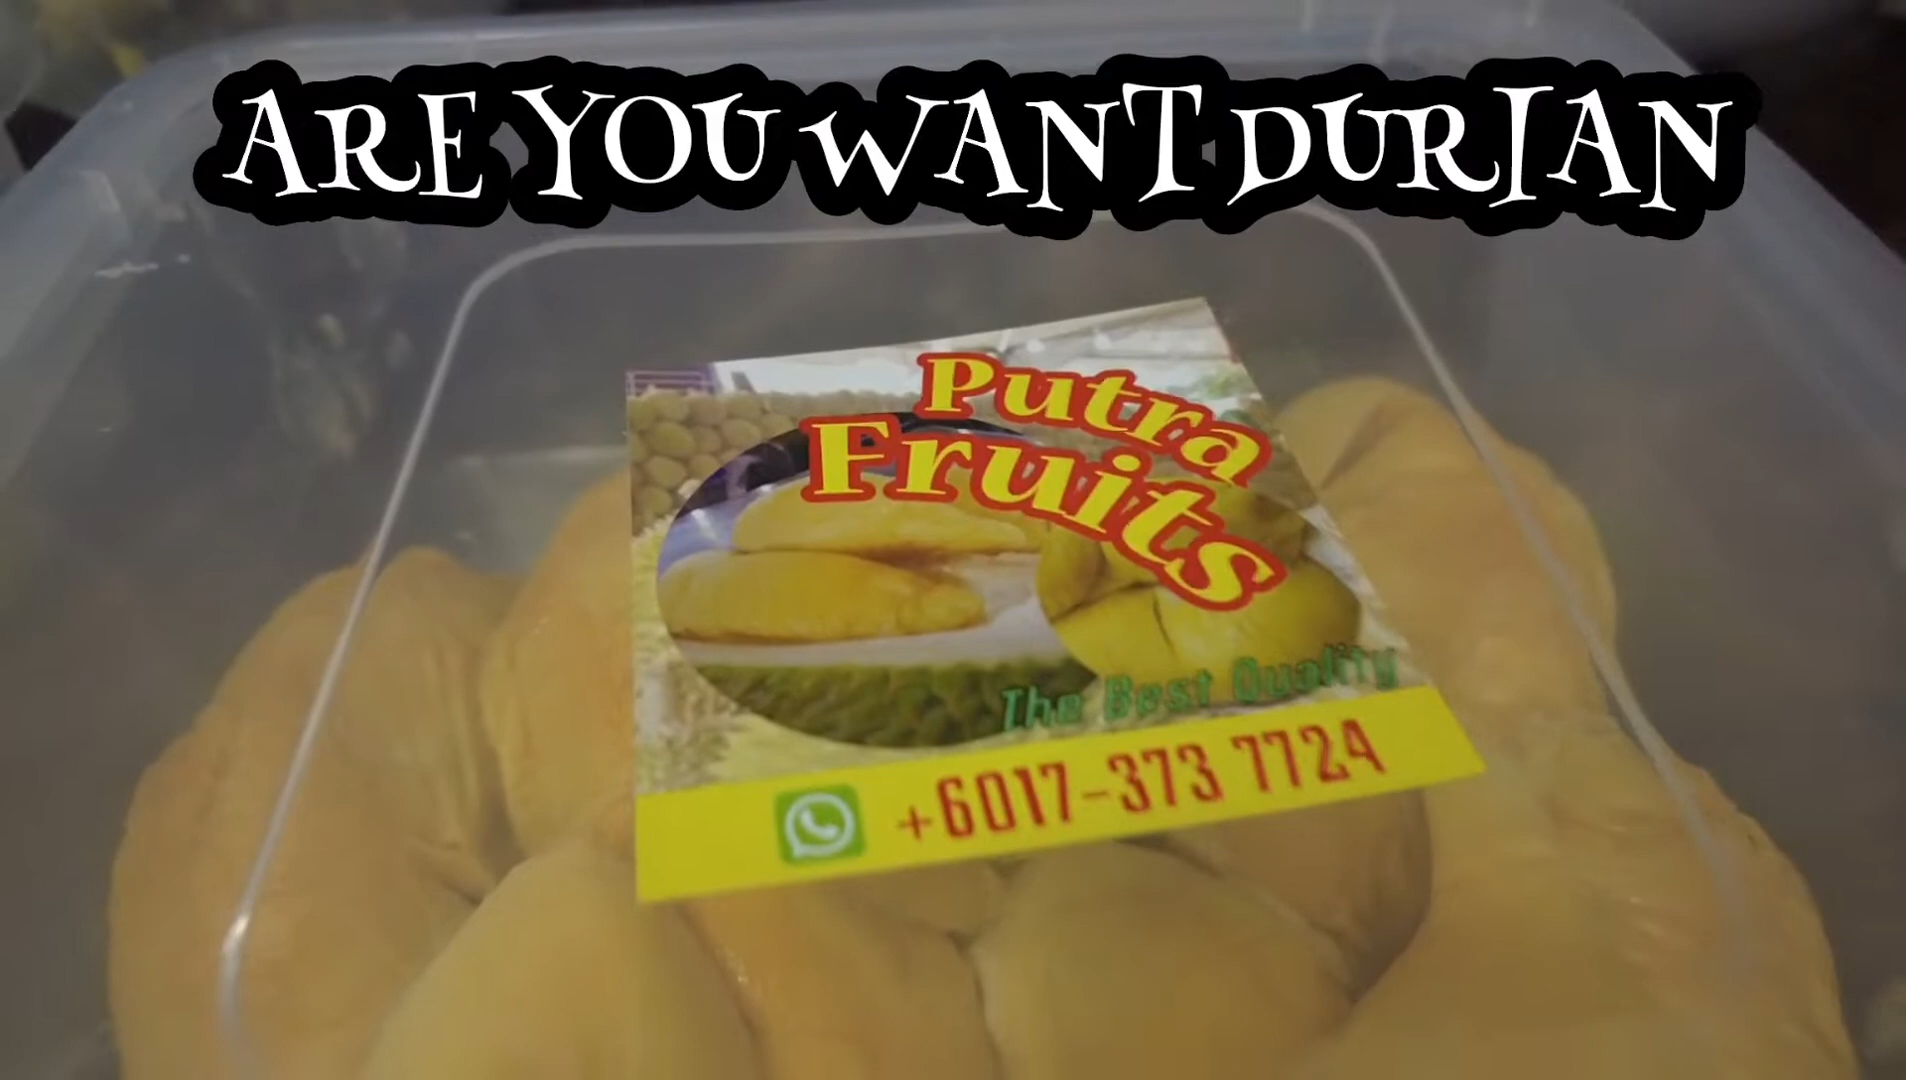 ARE YOU WANT DURIAN
Putra
Fruits
The Best Quality
+6017-373 7724